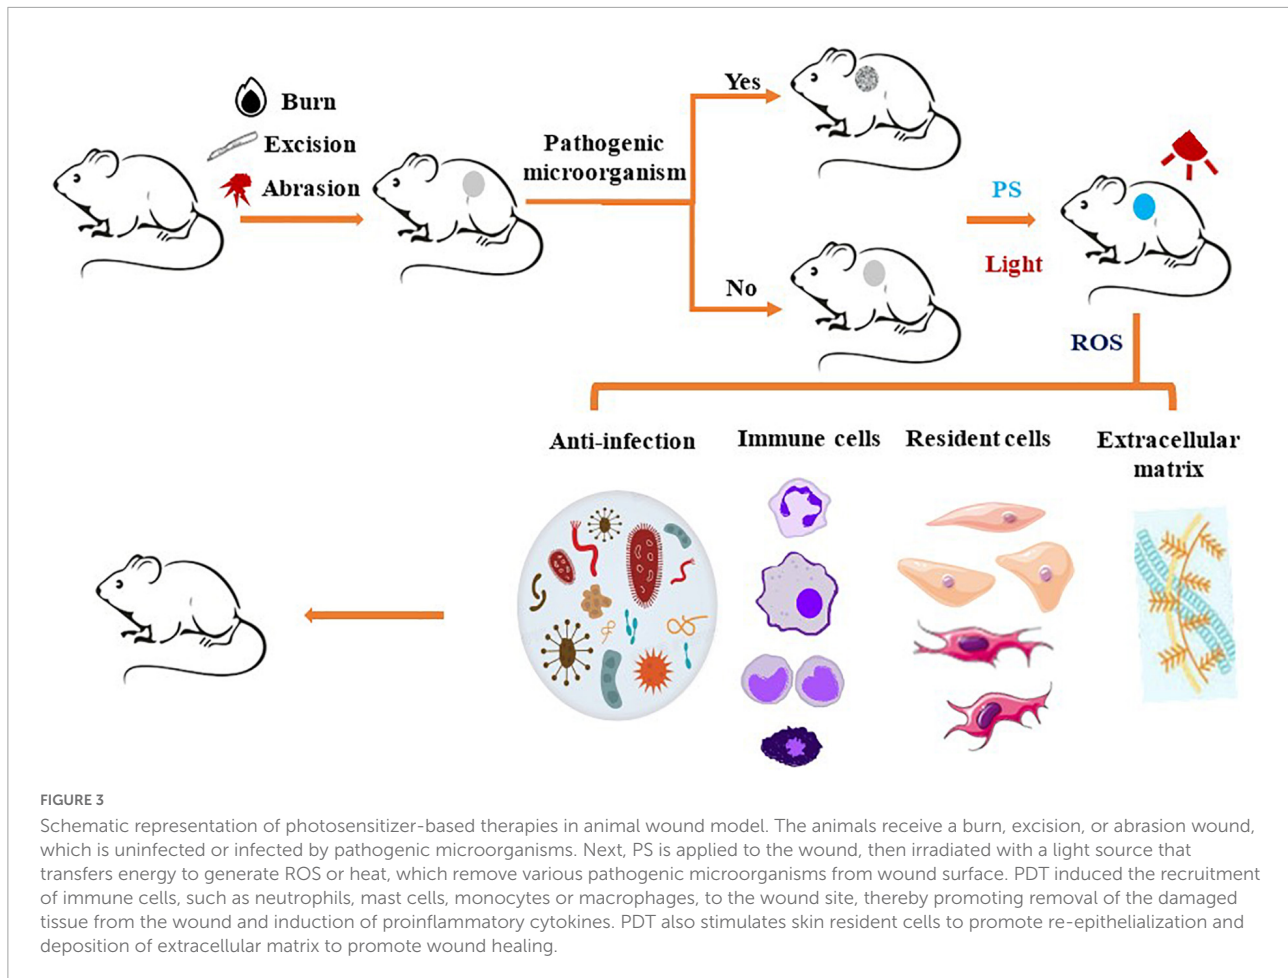 Burn
Excision
Abrasion
Pathogenic
microorganism
Yes
No
PS
Light
ROS
Anti-infection
Immune cells
Resident cells
Extracellular
matrix
FIGURE 3
Schematic representation of photosensitizer-based therapies in animal wound model. The animals receive a burn, excision, or abrasion wound,
which is uninfected or infected by pathogenic microorganisms. Next, PS is applied to the wound, then irradiated with a light source that
transfers energy to generate ROS or heat, which remove various pathogenic microorganisms from wound surface. PDT induced the recruitment
of immune cells, such as neutrophils, mast cells, monocytes or macrophages, to the wound site, thereby promoting removal of the damaged
tissue from the wound and induction of proinflammatory cytokines. PDT also stimulates skin resident cells to promote re-epithelialization and
deposition of extracellular matrix to promote wound healing.